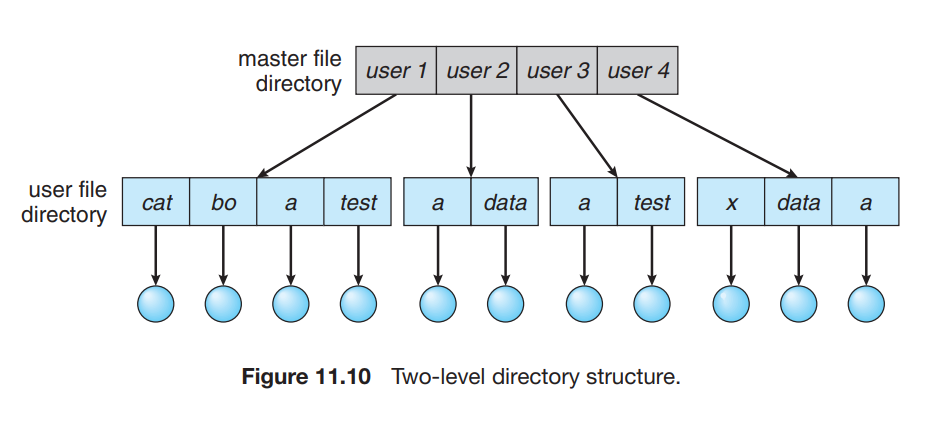 master file
directory
user 1 user 2 user 3 user 4
user file
directory
cat bo a test a data a test x data a
Figure 11.10 Two-level directory structure.